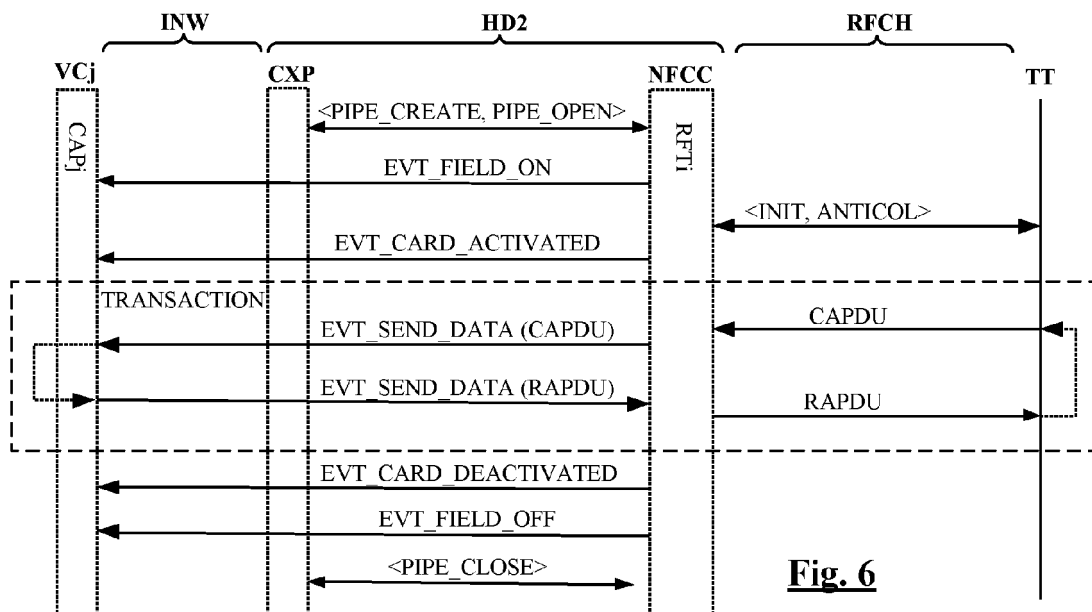 INW HD2 RFCH
VCj CXP NFCC TT
CAPj
RFTi
<PIPE_CREATE, PIPE_OPEN>
EVT_FIELD_ON
<INIT, ANTICOL>
EVT_CARD_ACTIVATED
TRANSACTION
CAPDU
EVT_SEND_DATA (CAPDU)
EVT_SEND_DATA (RAPDU)
RAPDU
EVT_CARD_DEACTIVATED
EVT_FIELD_OFF
<PIPE_CLOSE>
Fig. 6